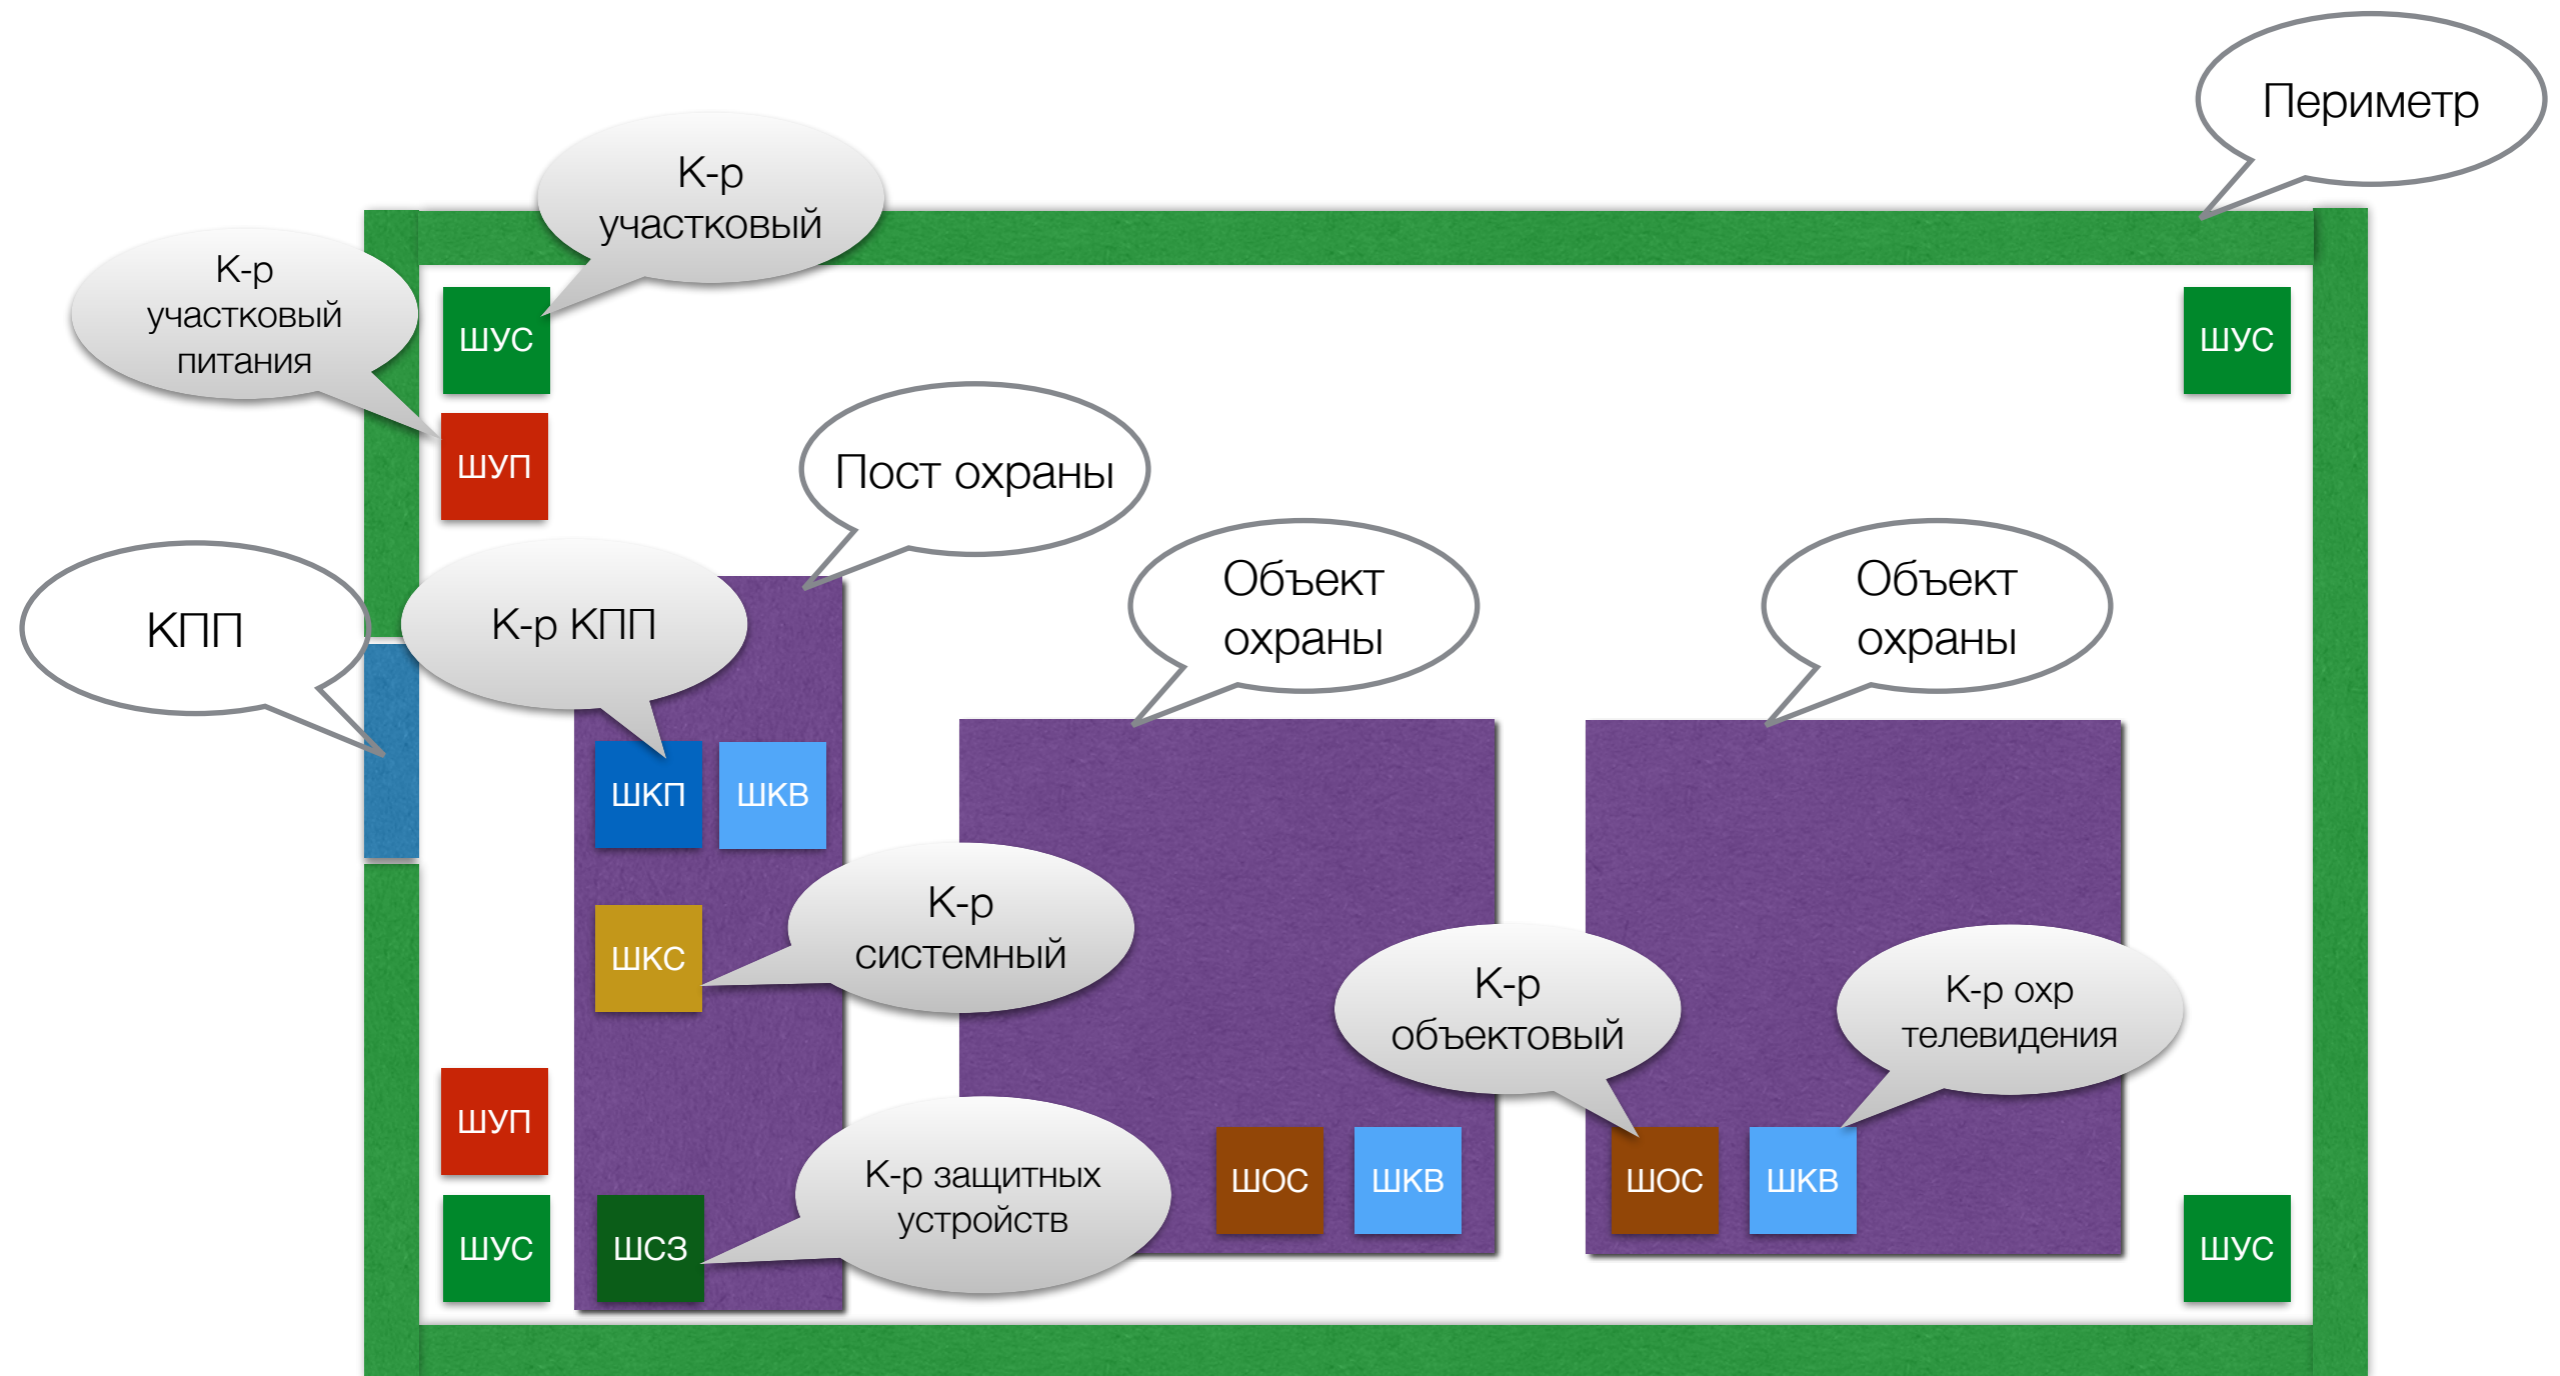 Периметр
К-р
участковый
К-р
участковый
питания
ШУС
ШУС
ШУП
Пост охраны
КПП
К-р КПП
Объект
охраны
Объект
охраны
ШКП
ШКВ
К-р
системный
ШКС
К-р
объектовый
К-р охр
телевидения
ШУП
К-р защитных
устройств
ШОС
ШКВ
ШОС
ШКВ
ШУС
ШСЗ
ШУС